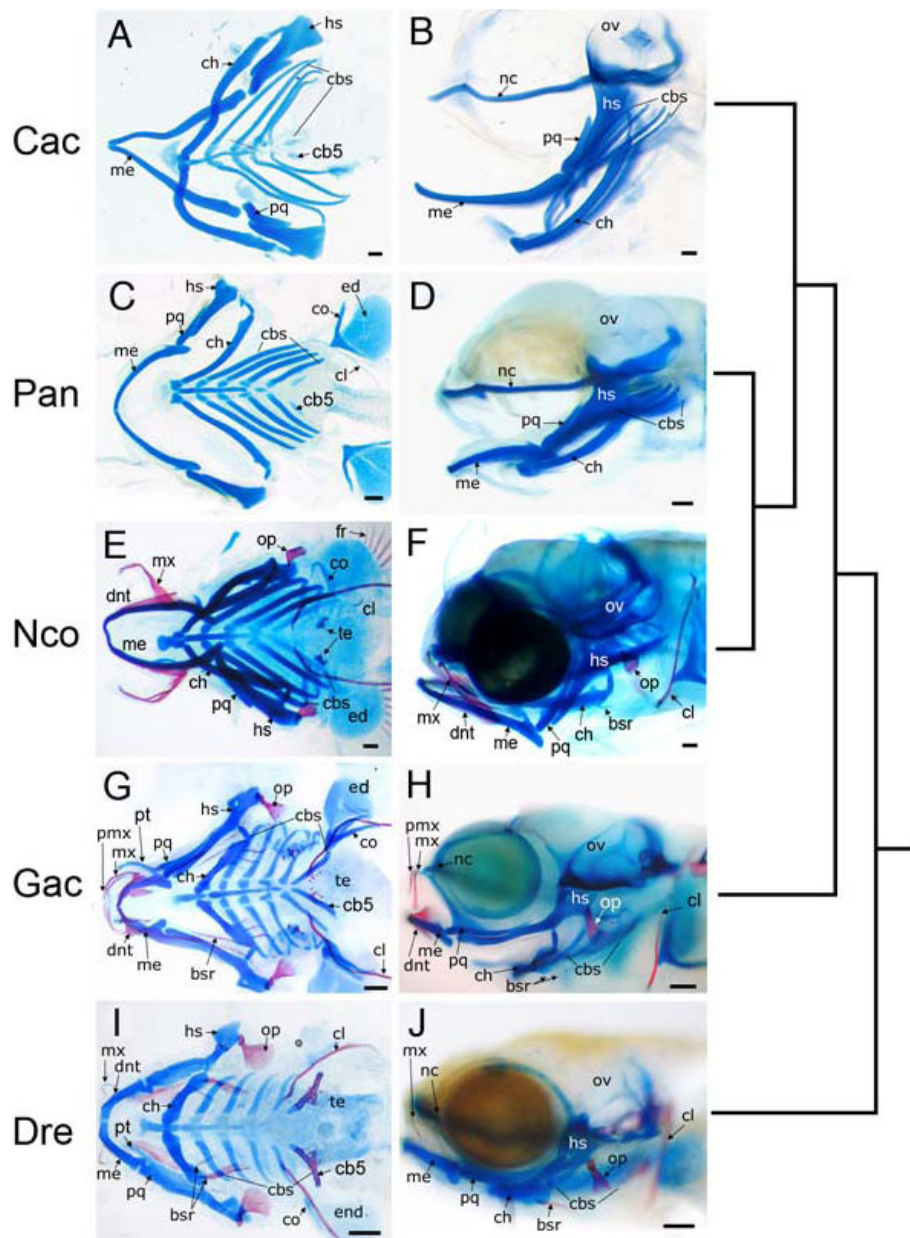 A
hs
ch
cbs
cb5
me
pq
B
ov
nc
hs
cbs
pq
me
ch
Cac
C
hs
pq
me
ch
cbs
co
ed
cl
cb5
D
ov
nc
hs
pq
cbs
me
ch
Pan
E
mx
dnt
op
fr
co
cl
me
te
ch
pq
hs
cbs
ed
F
ov
hs
op
mx
dnt
me
pq
ch
bsr
cl
Nco
G
hs
op
ed
pt
pmx
mx
pq
cbs
co
ch
te
cb5
dnt
me
bsr
cl
H
pmx
mx
nc
ov
hs
op
cl
dnt
me
pq
ch
bsr
cbs
Gac
I
hs
op
cl
mx
dnt
ch
te
pt
me
pq
bsr
cbs
cb5
co
end
J
mx
nc
ov
cl
hs
op
me
pq
ch
cbs
bsr
Dre